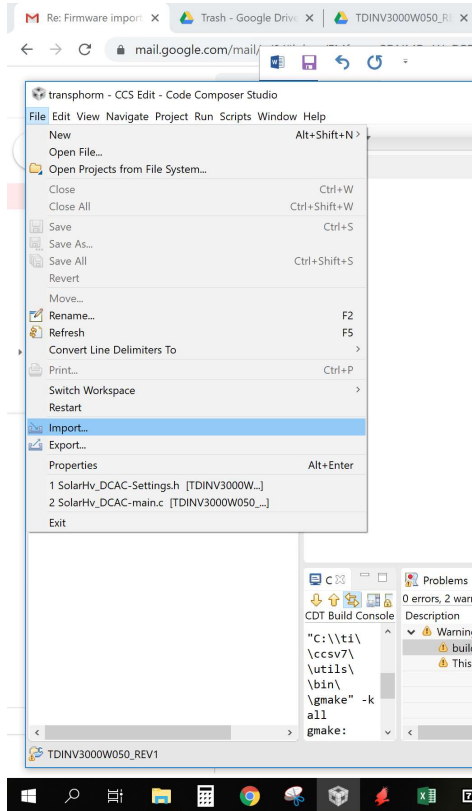 Re: Firmware import
Trash - Google Drive
TDINV3000W050_RE
mail.google.com/mail/
transphorm - CCS Edit - Code Composer Studio
File Edit View Navigate Project Run Scripts Window Help
New Alt+Shift+N
Open File...
Open Projects from File System...
Close Ctrl+W
Close All Ctrl+Shift+W
Save Ctrl+S
Save As...
Save All Ctrl+Shift+S
Revert
Move...
Rename... F2
Refresh F5
Convert Line Delimiters To
Print... Ctrl+P
Switch Workspace
Restart
Import...
Export...
Properties Alt+Enter
1 SolarHv_DCAC-Settings.h [TDINV3000W...]
2 SolarHv_DCAC-main.c [TDINV3000W050_...]
Exit
C Problems
0 errors, 2 warn
CDT Build Console Description
"C:\\ti\
\ccsv7\
\utils\
\bin\
\gmake" -k
all
gmake:
Warnin
build
This
TDINV3000W050_REV1